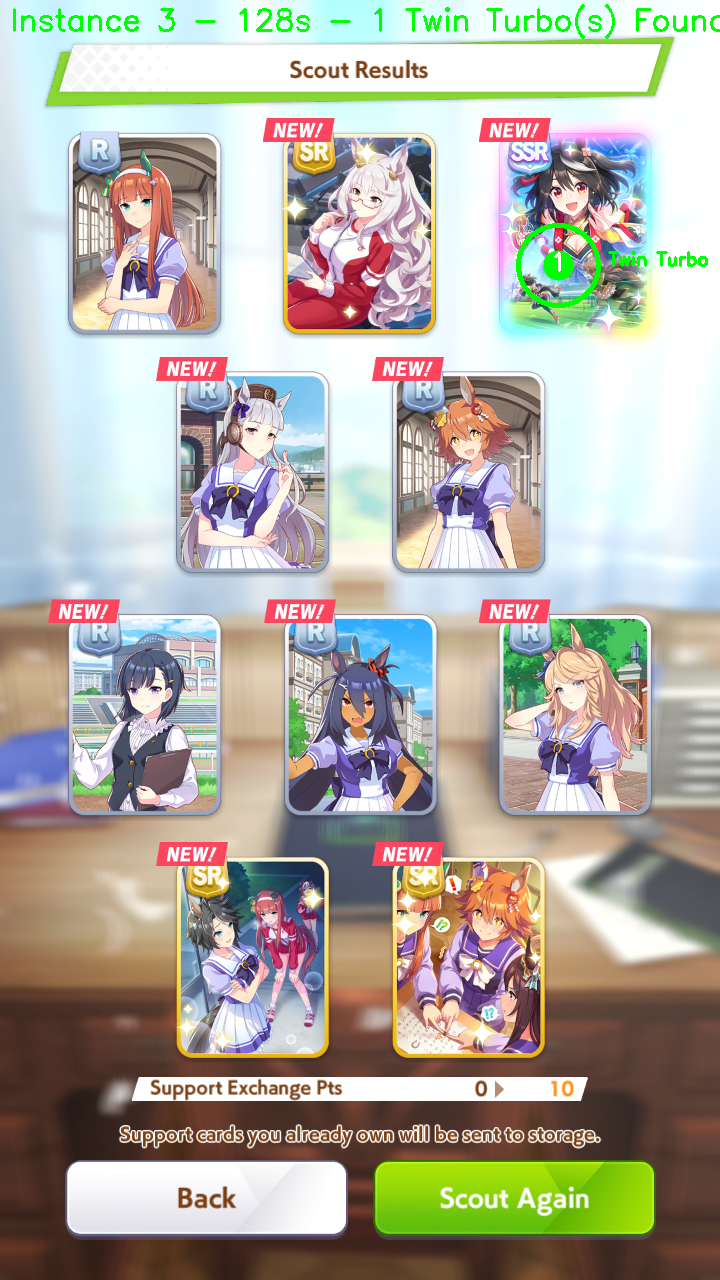 Instance 3 - 128s - 1 Twin Turbo(s) Found
Scout Results
R
NEW!
SR
NEW!
SSR
1 Twin Turbo
NEW!
R
NEW!
R
NEW!
R
NEW!
R
NEW!
R
NEW!
SR
NEW!
SR
!
!?
!?
Support Exchange Pts 0 10
Support cards you already own will be sent to storage.
Back
Scout Again